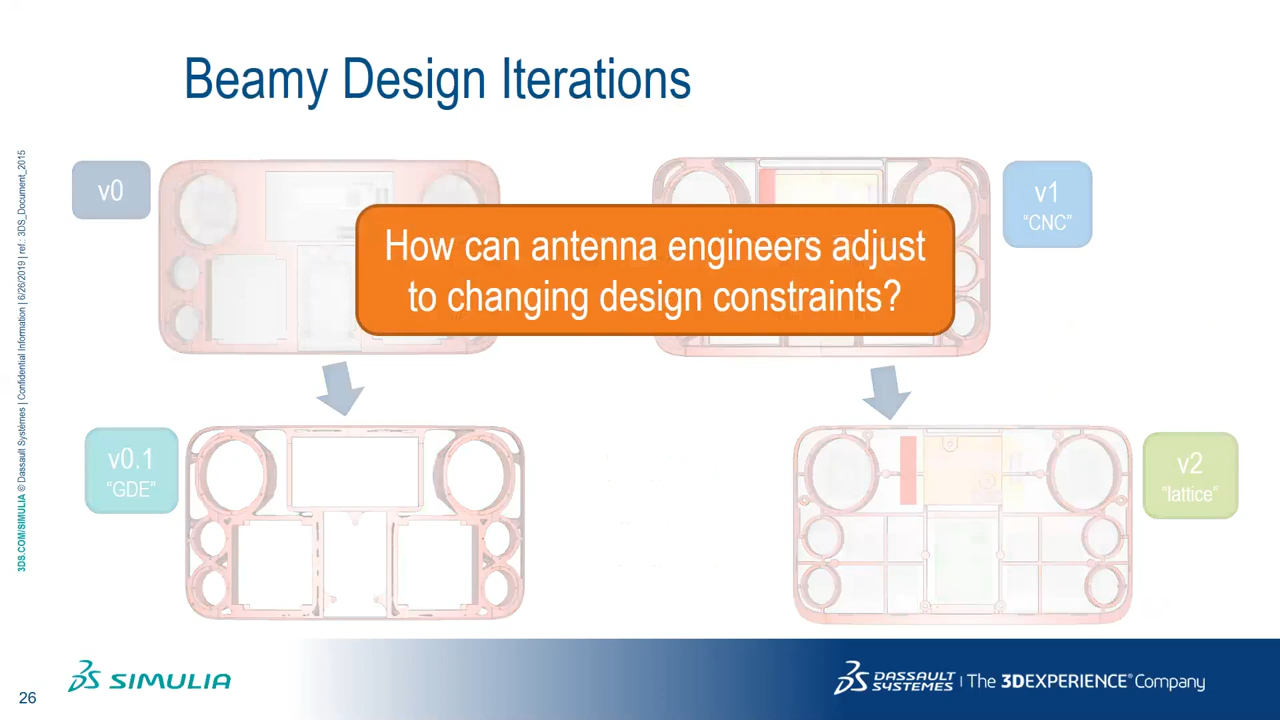 Beamy Design Iterations
v0
v1
“CNC”
How can antenna engineers adjust
to changing design constraints?
v0.1
“GDE”
v2
“lattice”
3DS.COM/SIMULIA © Dassault Systèmes | Confidential Information | 6/26/2019 | ref.: 3DS_Document_2015
26
SIMULIA
DASSAULT
SYSTEMES | The 3DEXPERIENCE® Company